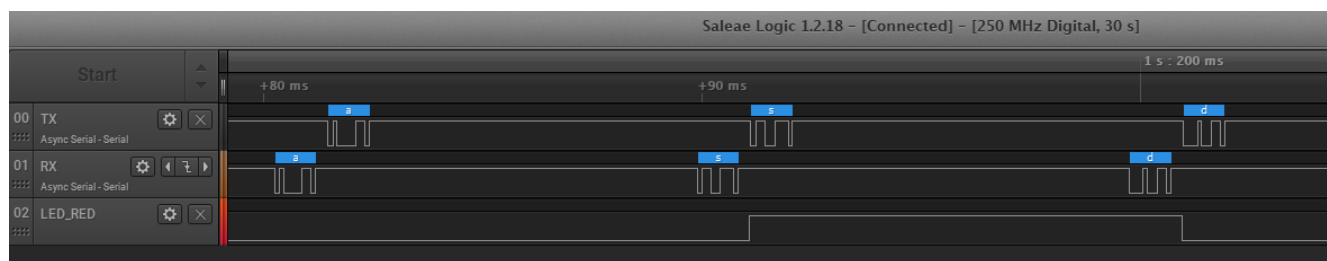 Saleae Logic 1.2.18 – [Connected] – [250 MHz Digital, 30 s]
Start
1 s : 200 ms
+80 ms
+90 ms
00 TX
Async Serial - Serial
a s d
01 RX
Async Serial - Serial
a s d
02 LED_RED